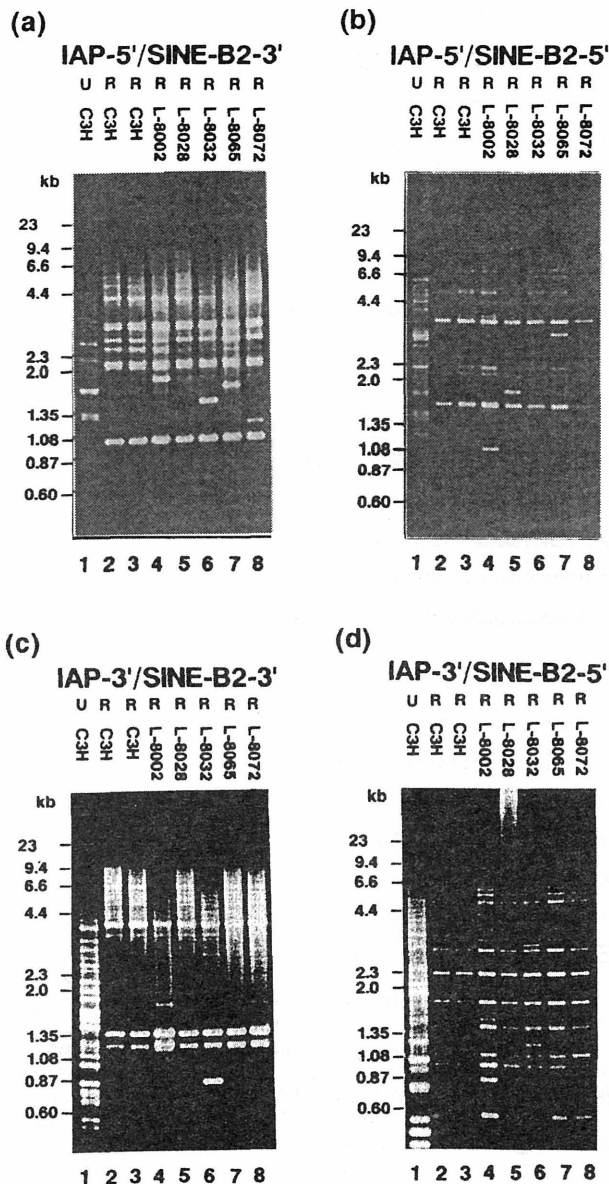 (a)
IAP-5'/SINE-B2-3'
U R R R R R R R
C3H C3H C3H L-8002 L-8028 L-8032 L-8065 L-8072
kb
23
9.4
6.6
4.4
2.3
2.0
1.35
1.08
0.87
0.60
1 2 3 4 5 6 7 8
(b)
IAP-5'/SINE-B2-5'
U R R R R R R R
C3H C3H C3H L-8002 L-8028 L-8032 L-8065 L-8072
kb
23
9.4
6.6
4.4
2.3
2.0
1.35
1.08
0.87
0.60
1 2 3 4 5 6 7 8
(c)
IAP-3'/SINE-B2-3'
U R R R R R R R
C3H C3H C3H L-8002 L-8028 L-8032 L-8065 L-8072
kb
23
9.4
6.6
4.4
2.3
2.0
1.35
1.08
0.87
0.60
1 2 3 4 5 6 7 8
(d)
IAP-3'/SINE-B2-5'
U R R R R R R R
C3H C3H C3H L-8002 L-8028 L-8032 L-8065 L-8072
kb
23
9.4
6.6
4.4
2.3
2.0
1.35
1.08
0.87
0.60
1 2 3 4 5 6 7 8